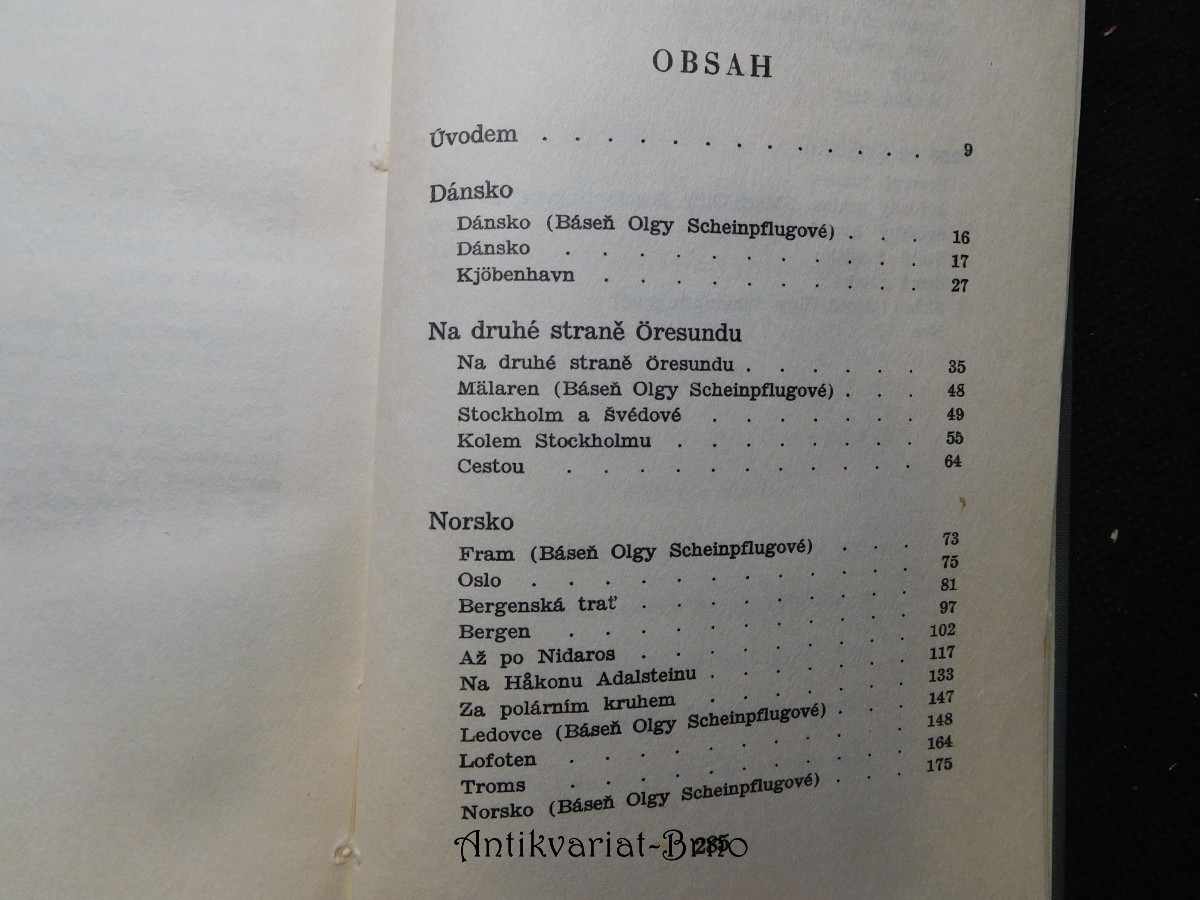 OBSAH
Úvodem . . . . . . . . . . . . . 9
Dánsko
Dánsko (Báseň Olgy Scheinpflugové) . . . 16
Dánsko . . . . . . . . . . . 17
Kjöbenhavn . . . . . . . . . . 27
Na druhé straně Öresundu
Na druhé straně Öresundu . . . . . . 35
Mälaren (Báseň Olgy Scheinpflugové) . . . 48
Stockholm a Švédové . . . . . . . 49
Kolem Stockholmu . . . . . . . . 55
Cestou . . . . . . . . . . . 64
Norsko
Fram (Báseň Olgy Scheinpflugové) . . . 73
Oslo . . . . . . . . . . . 75
Bergenská trať . . . . . . . . 81
Bergen . . . . . . . . . . 97
Až po Nidaros . . . . . . . . 102
Na Håkonu Adalsteinu . . . . . . 117
Za polárním kruhem . . . . . . 133
Ledovce (Báseň Olgy Scheinpflugové) . . . 147
Lofoten . . . . . . . . . . 148
Troms . . . . . . . . . . 164
Norsko (Báseň Olgy Scheinpflugové) . . . 175
285
Antikvariat-Brno